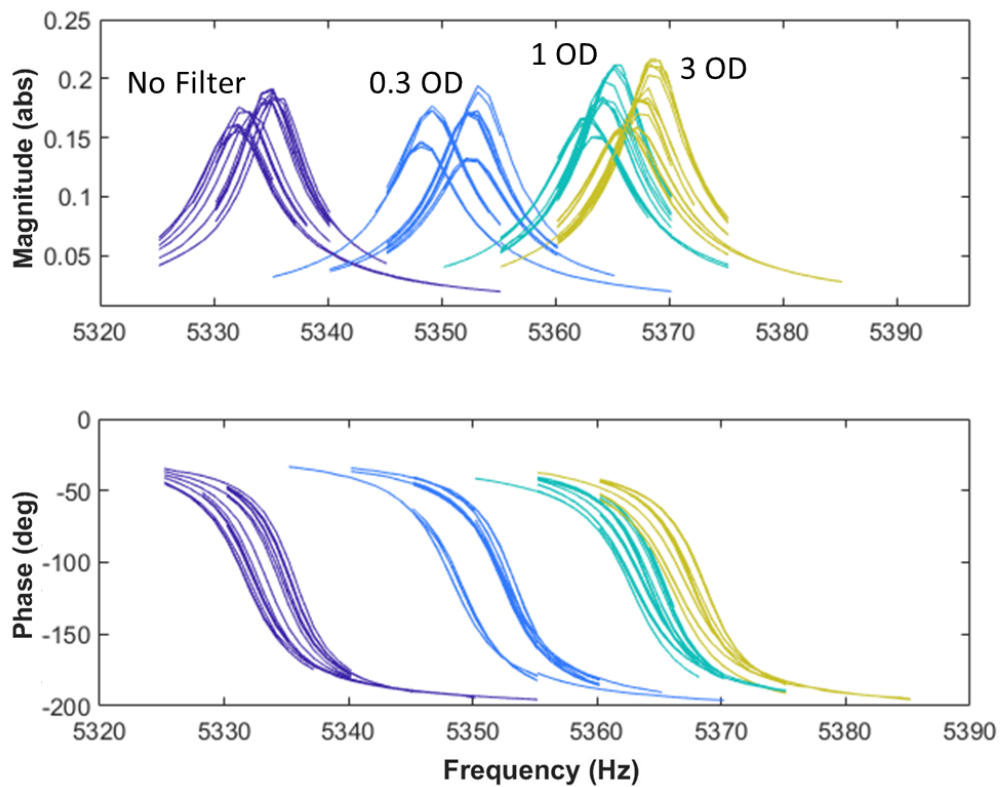 0.25
0.2
0.15
0.1
0.05
Magnitude (abs)
No Filter
0.3 OD
1 OD
3 OD
5320 5330 5340 5350 5360 5370 5380 5390
0
-50
-100
-150
-200
Phase (deg)
5320 5330 5340 5350 5360 5370 5380 5390
Frequency (Hz)